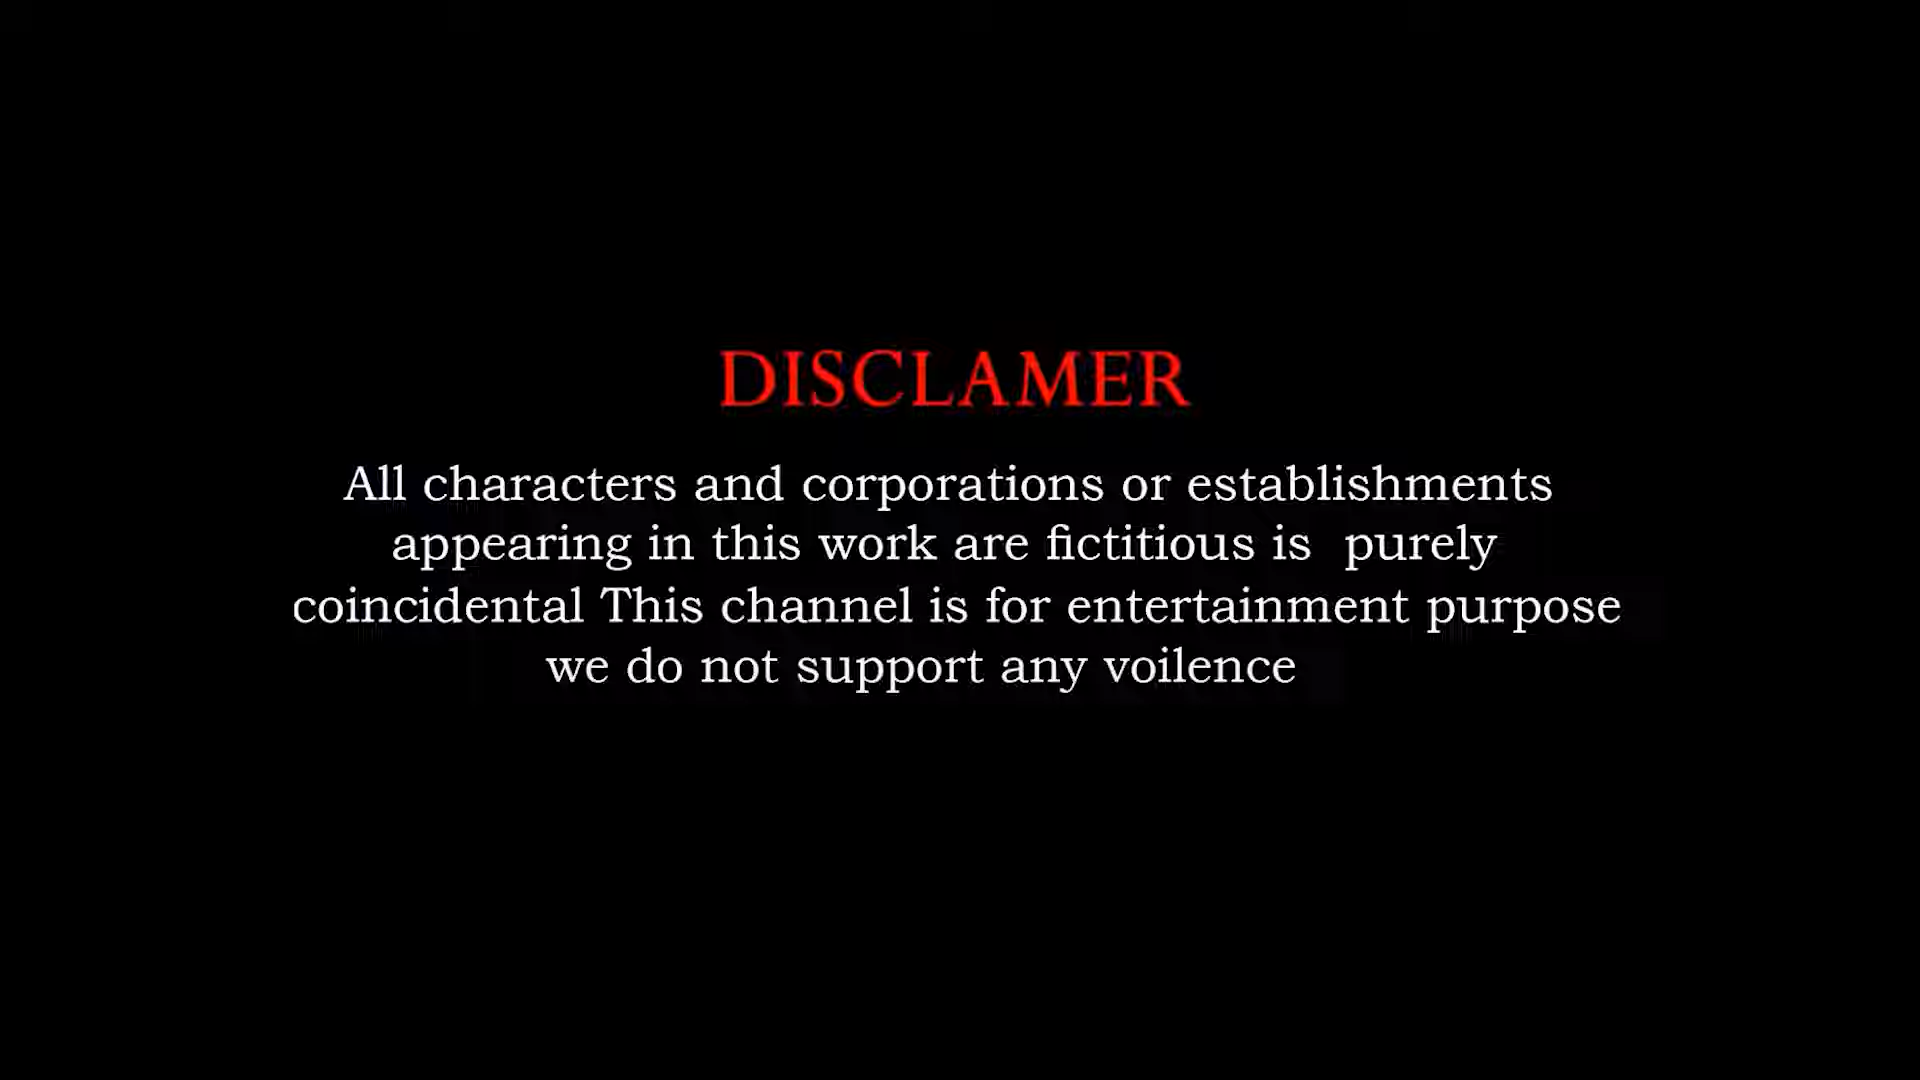 DISCLAMER
All characters and corporations or establishments
appearing in this work are fictitious is  purely
coincidental This channel is for entertainment purpose
we do not support any voilence